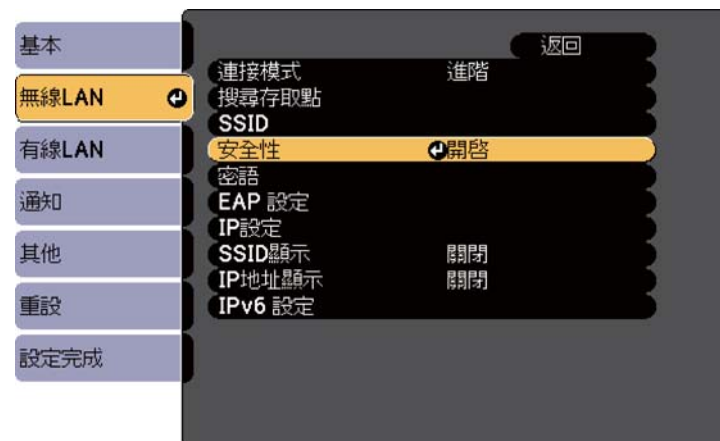 基本
無線LAN
有線LAN
通知
其他
重設
設定完成
返回
連接模式 進階
搜尋存取點
SSID
安全性 開啓
密語
EAP 設定
IP設定
SSID顯示 關閉
IP地址顯示 關閉
IPv6 設定